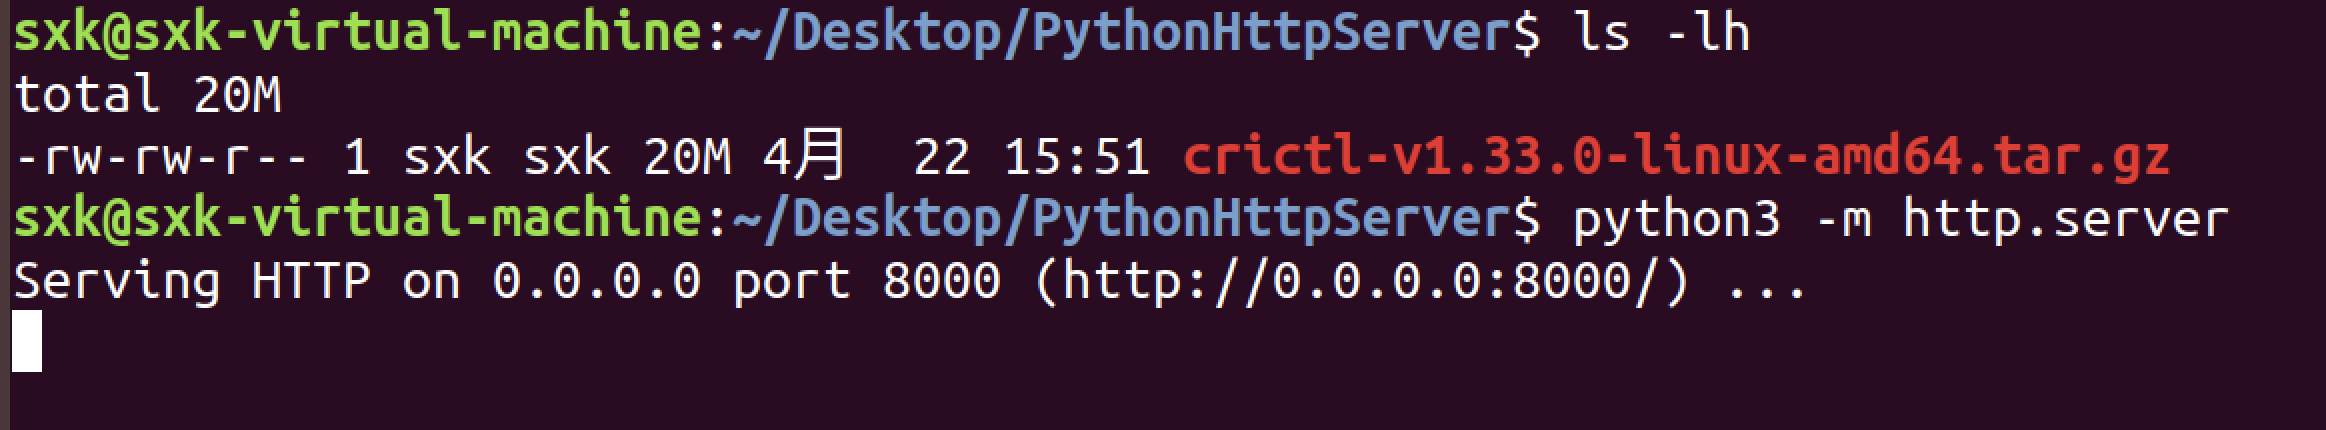 sxk@sxk-virtual-machine:~/Desktop/PythonHttpServer$ ls -lh
total 20M
-rw-rw-r-- 1 sxk sxk 20M 4月  22 15:51 crictl-v1.33.0-linux-amd64.tar.gz
sxk@sxk-virtual-machine:~/Desktop/PythonHttpServer$ python3 -m http.server
Serving HTTP on 0.0.0.0 port 8000 (http://0.0.0.0:8000/) ...